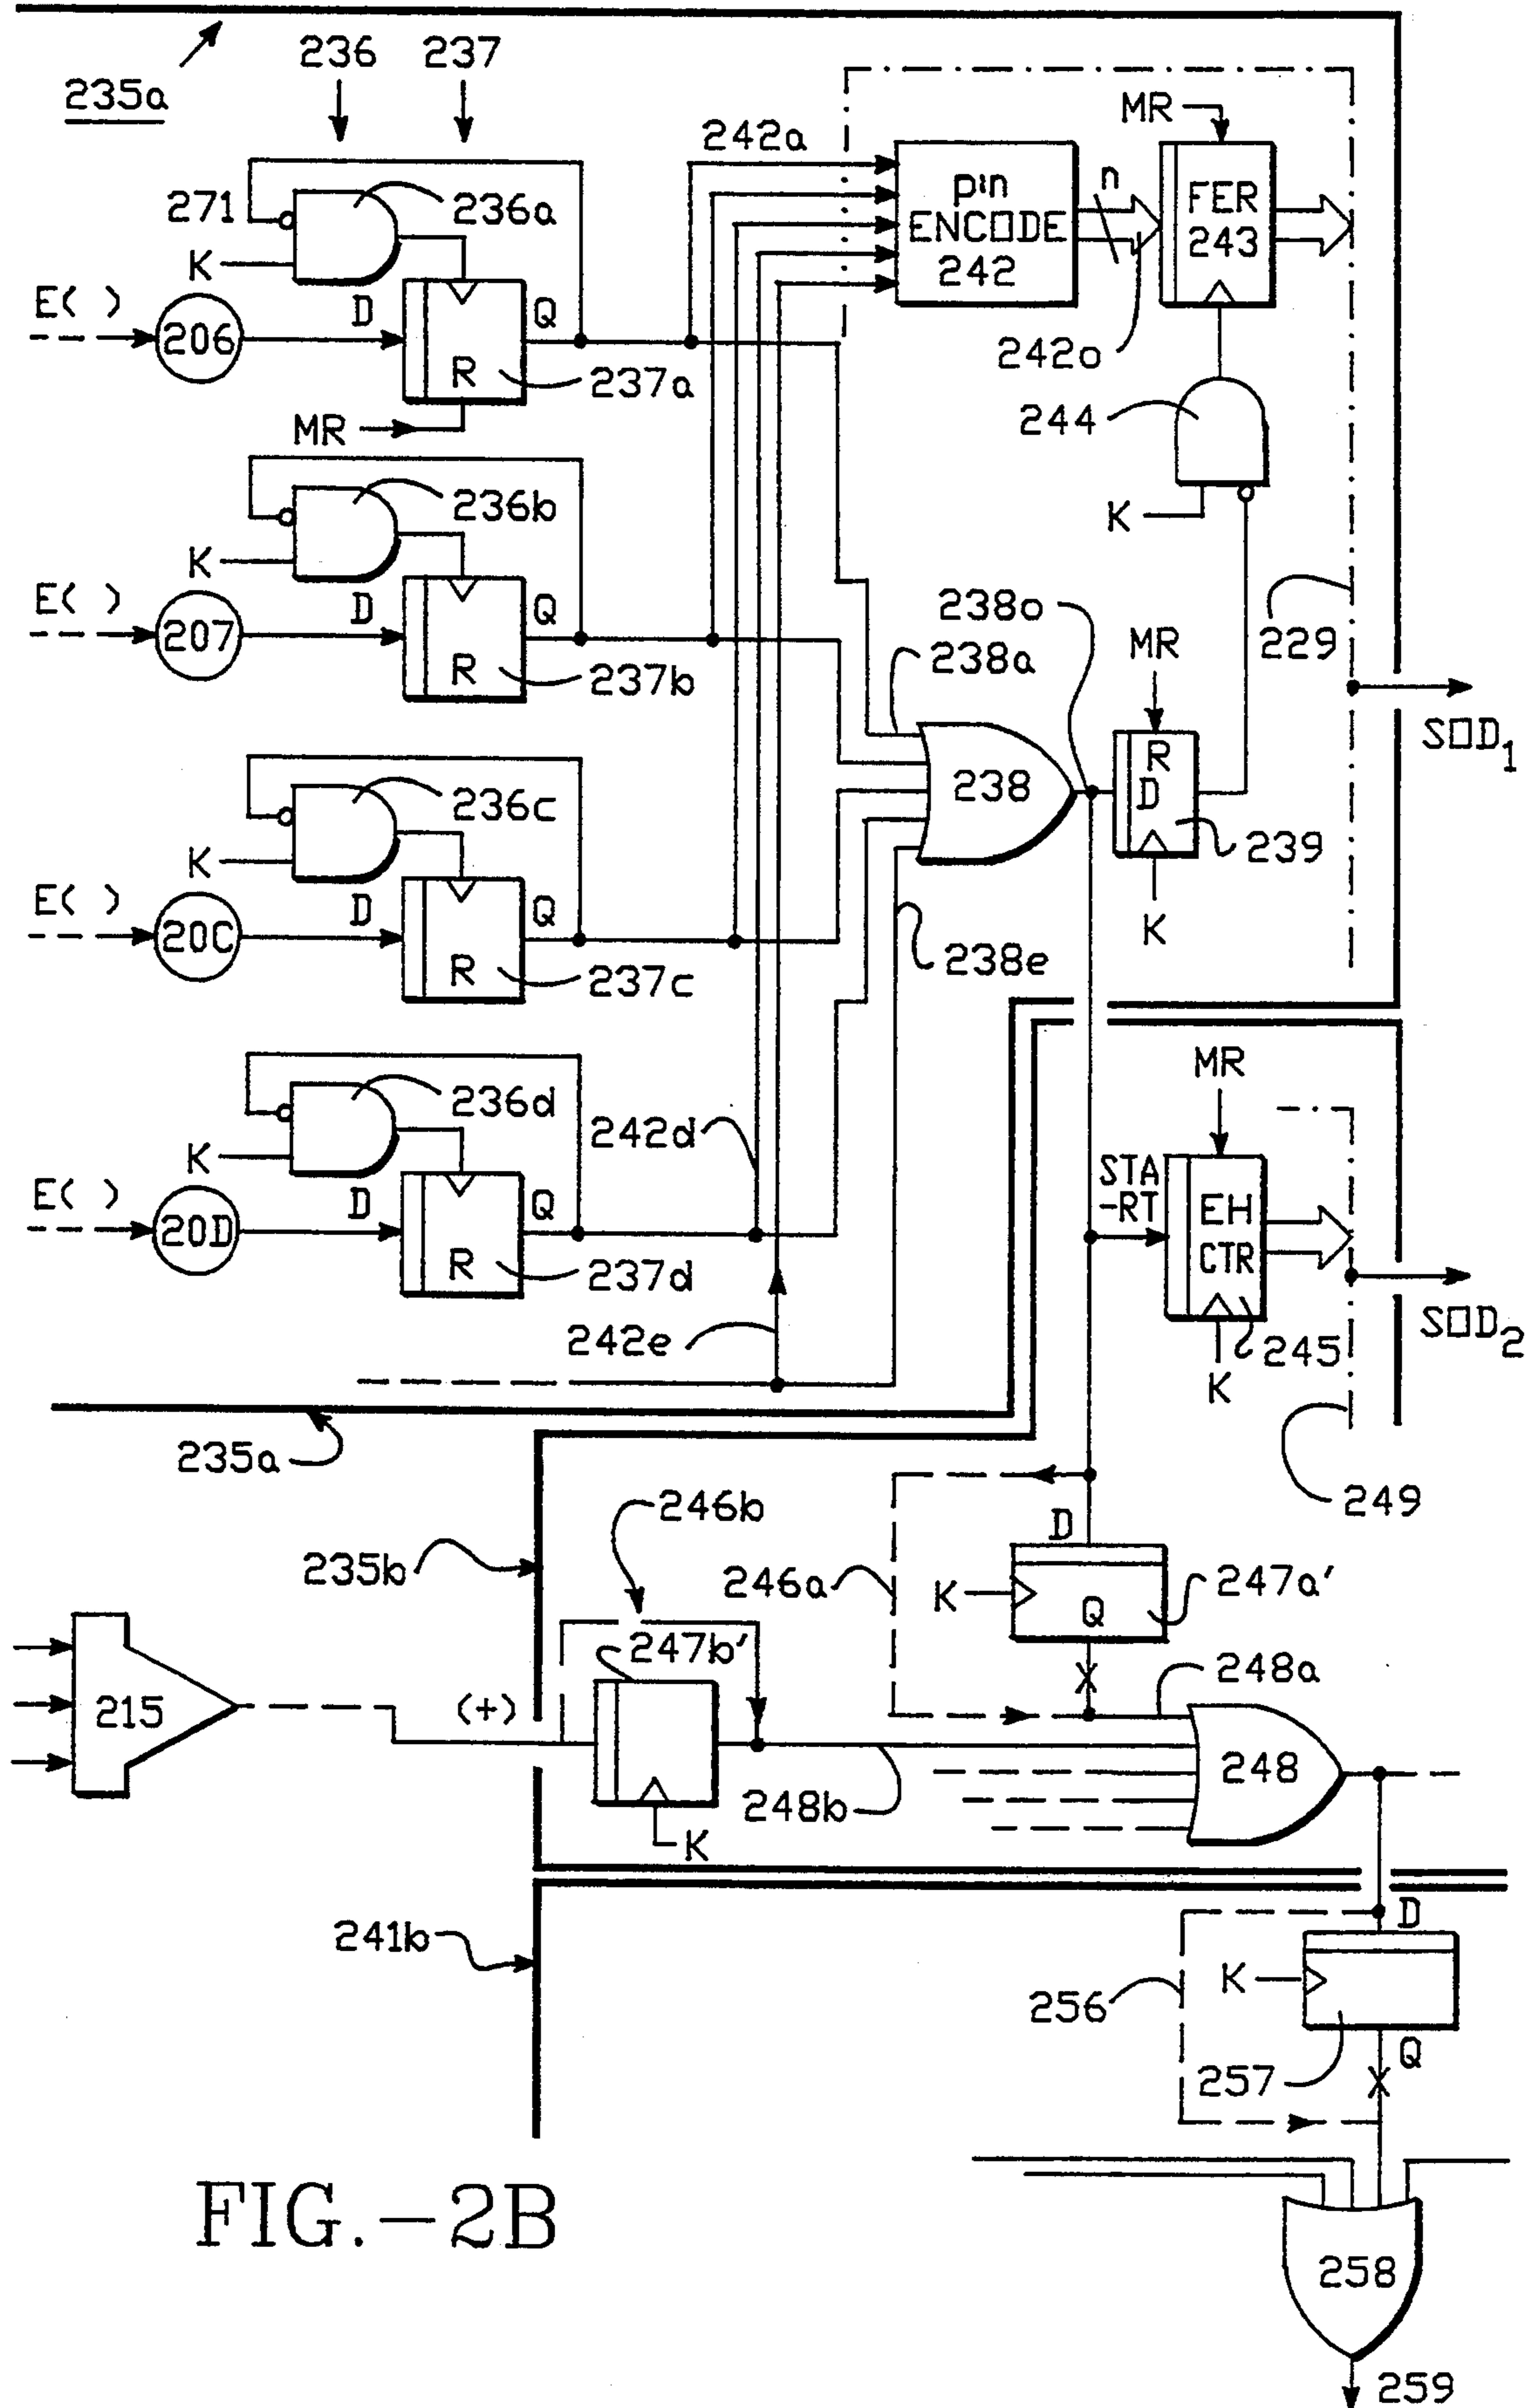 235a
236
237
242a
MR
271
236a
pin
ENCODE
242
n
FER
243
K
E( )
206
D
Q
R
237a
MR
242o
244
236b
K
K
E( )
207
D
Q
R
237b
238o
238a
MR
229
SOD1
236c
238
R
D
239
K
E( )
20C
D
Q
R
237c
238e
K
236d
MR
242d
K
E( )
20D
D
Q
R
237d
STA
-RT
EH
CTR
242e
245
SOD2
K
235a
249
246b
D
235b
246a
K
247a'
Q
247b'
248a
215
(+)
248
248b
K
241b
D
256
K
257
Q
FIG.-2B
258
259